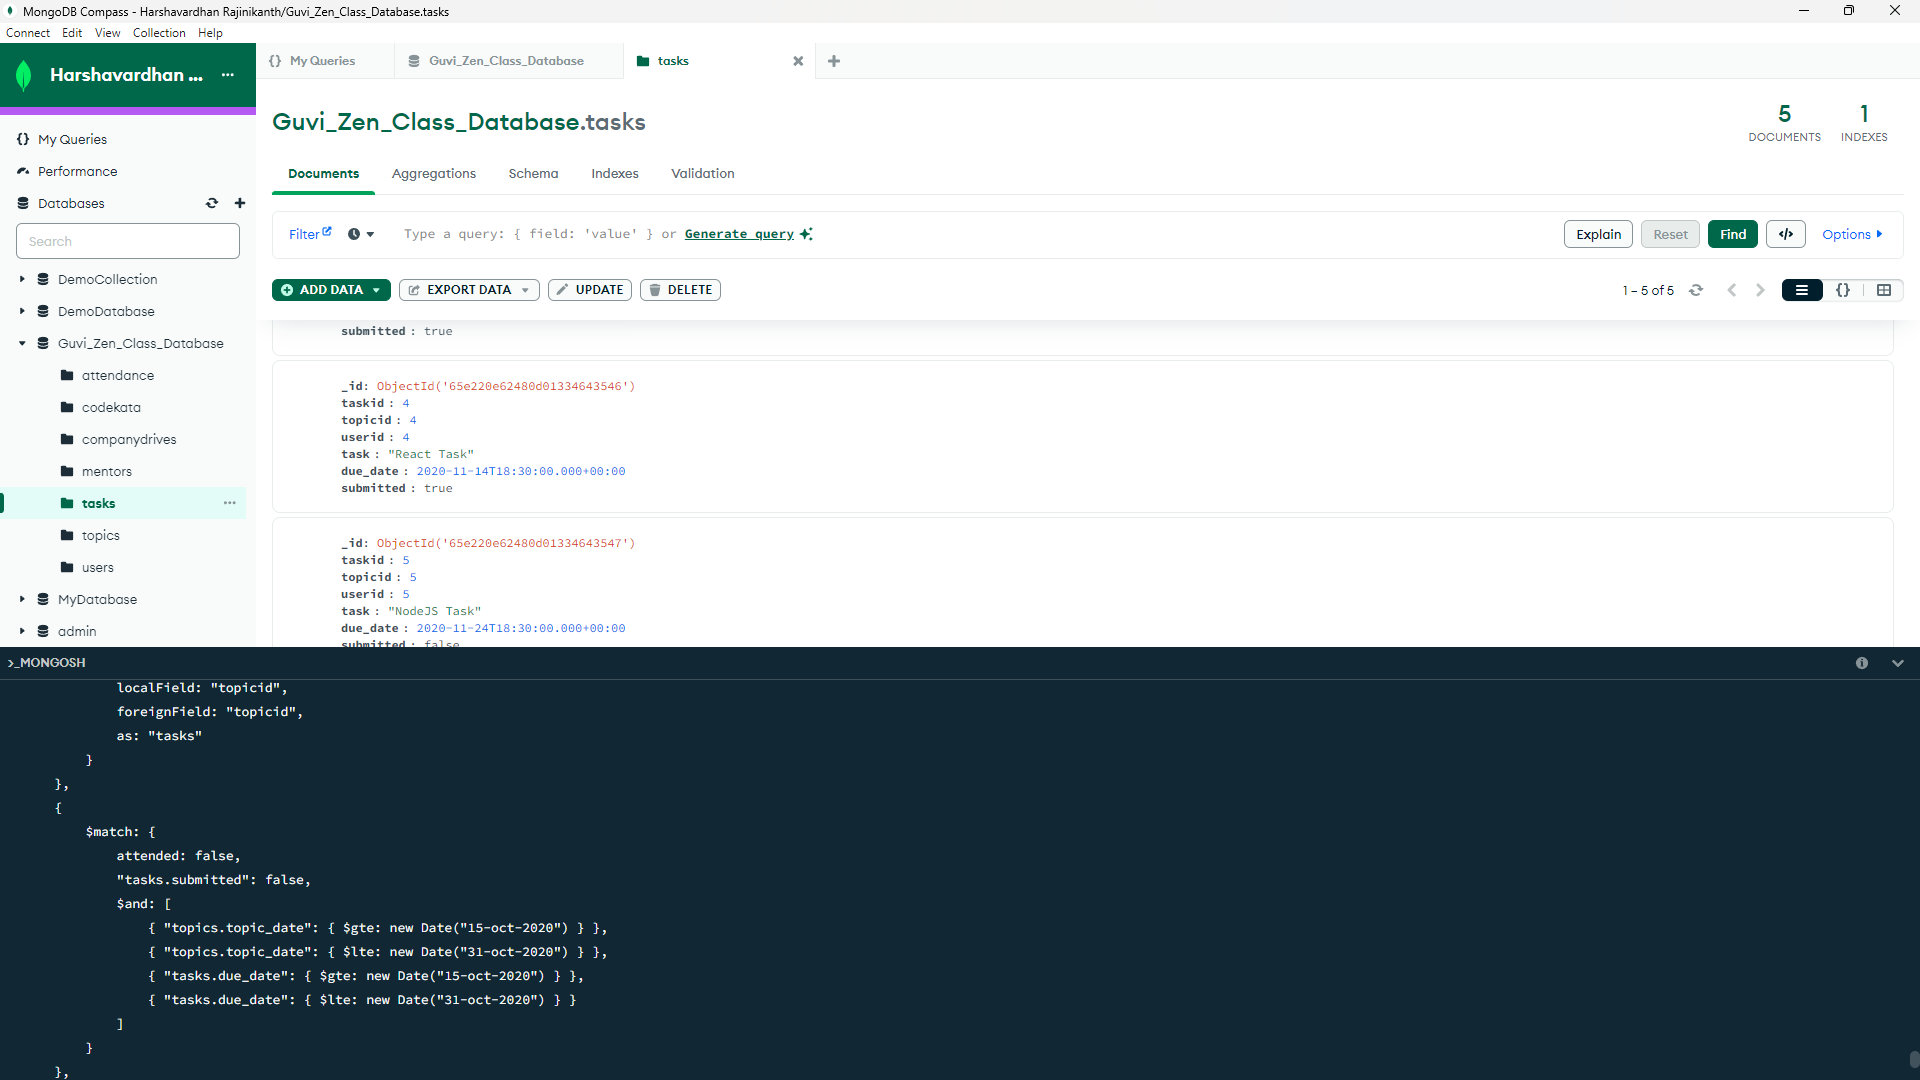 MongoDB Compass - Harshavardhan Rajinikanth/Guvi_Zen_Class_Database.tasks
Connect Edit View Collection Help
Harshavardhan ...
My Queries
Performance
Databases
Search
DemoCollection
DemoDatabase
Guvi_Zen_Class_Database
attendance
codekata
companydrives
mentors
tasks
topics
users
MyDatabase
admin
{} My Queries
Guvi_Zen_Class_Database
tasks
Guvi_Zen_Class_Database.tasks
5 DOCUMENTS
1 INDEXES
Documents Aggregations Schema Indexes Validation
Filter Type a query: { field: 'value' } or Generate query Explain Reset Find </> Options
ADD DATA EXPORT DATA UPDATE DELETE 1 – 5 of 5 {}
submitted : true
_id: ObjectId('65e220e62480d01334643546')
taskid : 4
topicid : 4
userid : 4
task : "React Task"
due_date : 2020-11-14T18:30:00.000+00:00
submitted : true
_id: ObjectId('65e220e62480d01334643547')
taskid : 5
topicid : 5
userid : 5
task : "NodeJS Task"
due_date : 2020-11-24T18:30:00.000+00:00
submitted : false
>_MONGOSH
localField: "topicid",
foreignField: "topicid",
as: "tasks"
}
},
{
$match: {
attended: false,
"tasks.submitted": false,
$and: [
{ "topics.topic_date": { $gte: new Date("15-oct-2020") } },
{ "topics.topic_date": { $lte: new Date("31-oct-2020") } },
{ "tasks.due_date": { $gte: new Date("15-oct-2020") } },
{ "tasks.due_date": { $lte: new Date("31-oct-2020") } }
]
}
},